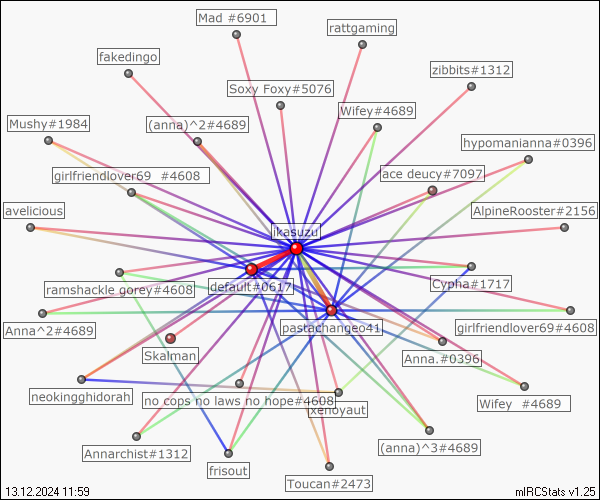 Mad #6901
rattgaming
fakedingo
zibbits#1312
Soxy Foxy#5076
Wifey#4689
Mushy#1984
(anna)^2#4689
hypomanianna#0396
girlfriendlover69 #4608
ace deucy#7097
avelicious
AlpineRooster#2156
ikasuzu
ramshackle gorey#4608
default#0617
Cypha#1717
Anna^2#4689
pastachangeo41
girlfriendlover69#4608
Skalman
Anna.#0396
neokingghidorah
no cops no laws no hope#4608
xenoyaut
Wifey #4689
Annarchist#1312
(anna)^3#4689
frisout
Toucan#2473
13.12.2024 11:59
mIRCStats v1.25